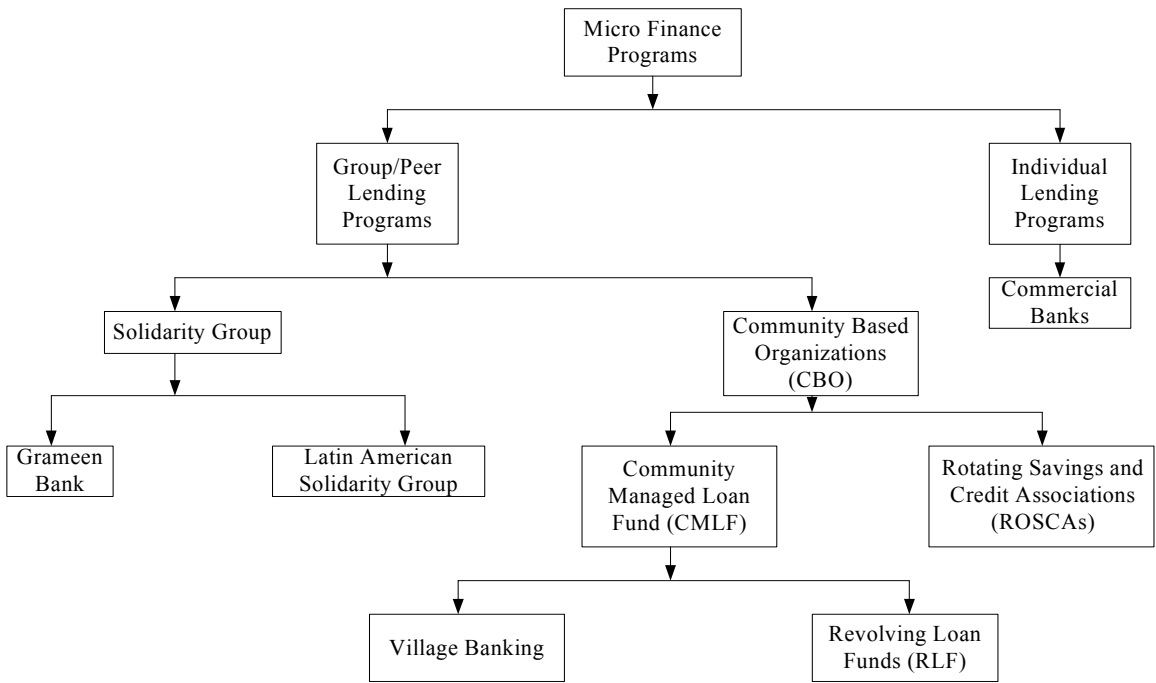 Micro Finance
Programs
Group/Peer
Lending
Programs
Individual
Lending
Programs
Commercial
Banks
Solidarity Group
Community Based
Organizations
(CBO)
Grameen
Bank
Latin American
Solidarity Group
Community
Managed Loan
Fund (CMLF)
Rotating Savings and
Credit Associations
(ROSCAs)
Village Banking
Revolving Loan
Funds (RLF)